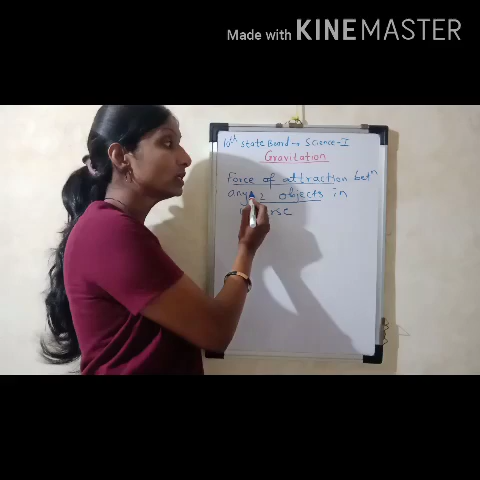 Made with KINEMASTER
10th State Board → Science-I
Gravitation
Force of attraction betn
any 2 objects in